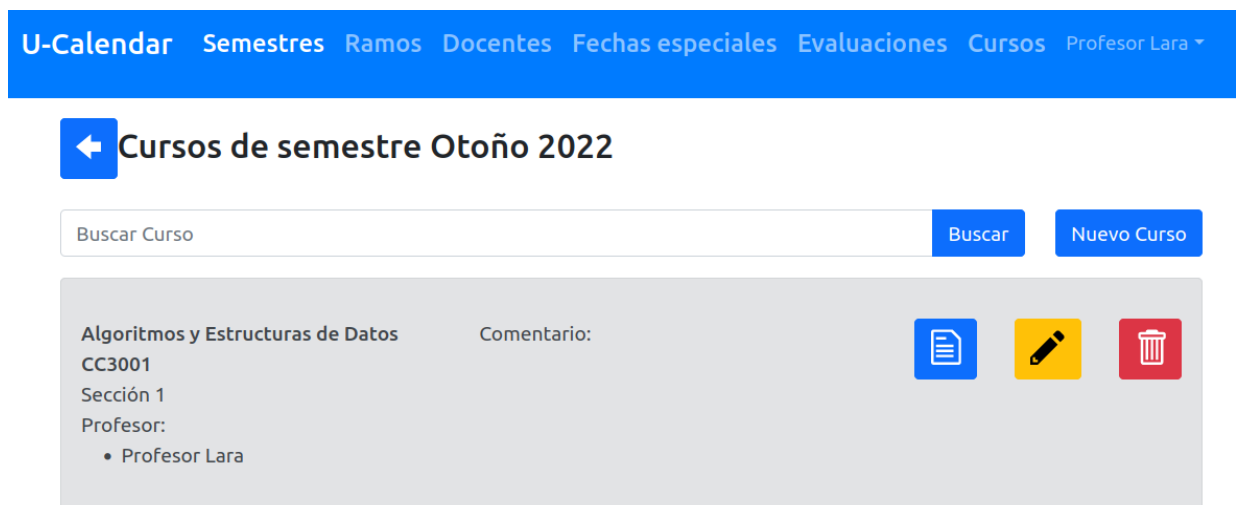 U-Calendar Semestres Ramos Docentes Fechas especiales Evaluaciones Cursos Profesor Lara
Cursos de semestre Otoño 2022
Buscar Curso Buscar Nuevo Curso
Algoritmos y Estructuras de Datos Comentario:
CC3001
Sección 1
Profesor:
• Profesor Lara